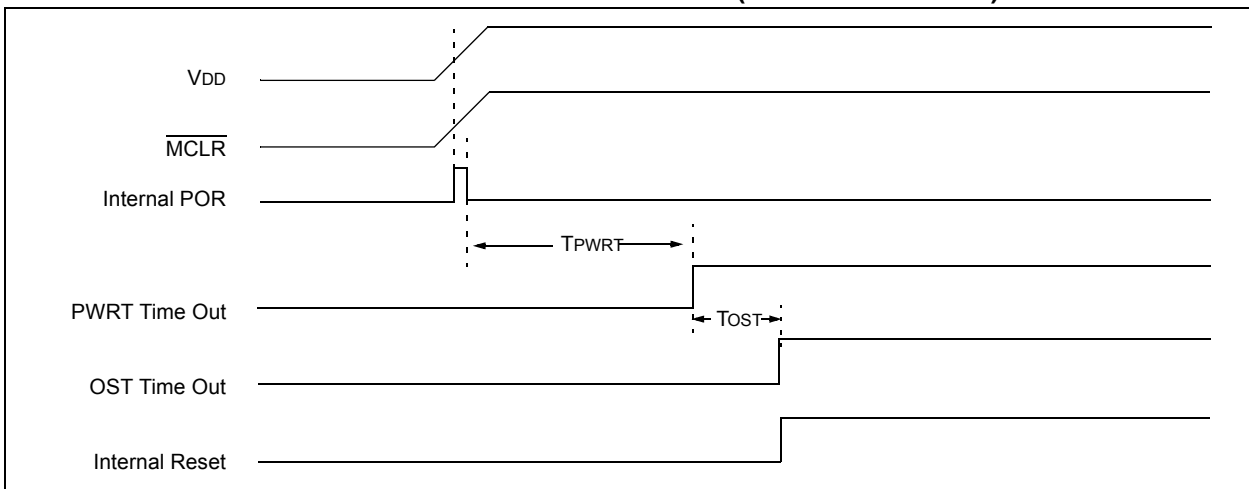 VDD
MCLR
Internal POR
TPWRT
PWRT Time Out
TOST
OST Time Out
Internal Reset